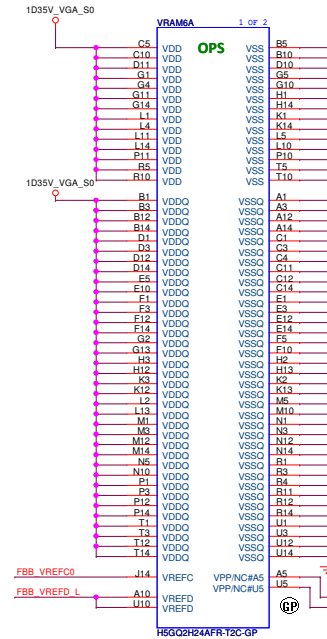 1D35V_VGA_S0
VRAM6A 1 OF 2
OPS
C5 VDD VSS B5
C10 VDD VSS B10
D11 VDD VSS D10
G1 VDD VSS G5
G4 VDD VSS G10
G11 VDD VSS H1
G14 VDD VSS H14
L1 VDD VSS K1
L4 VDD VSS K14
L11 VDD VSS L5
L14 VDD VSS L10
P11 VDD VSS P10
R5 VDD VSS T5
R10 VDD VSS T10
1D35V_VGA_S0
B1 VDDQ VSSQ A1
B3 VDDQ VSSQ A3
B12 VDDQ VSSQ A12
B14 VDDQ VSSQ A14
D1 VDDQ VSSQ C1
D3 VDDQ VSSQ C3
D12 VDDQ VSSQ C4
D14 VDDQ VSSQ C11
E5 VDDQ VSSQ C12
E10 VDDQ VSSQ C14
F1 VDDQ VSSQ E1
F3 VDDQ VSSQ E3
F12 VDDQ VSSQ E12
F14 VDDQ VSSQ E14
G2 VDDQ VSSQ F5
G13 VDDQ VSSQ F10
H3 VDDQ VSSQ H2
H12 VDDQ VSSQ H13
K3 VDDQ VSSQ K2
K12 VDDQ VSSQ K13
L2 VDDQ VSSQ M5
L13 VDDQ VSSQ M10
M1 VDDQ VSSQ N1
M3 VDDQ VSSQ N3
M12 VDDQ VSSQ N12
M14 VDDQ VSSQ N14
N5 VDDQ VSSQ R1
N10 VDDQ VSSQ R3
P1 VDDQ VSSQ R4
P3 VDDQ VSSQ R11
P12 VDDQ VSSQ R12
P14 VDDQ VSSQ R14
T1 VDDQ VSSQ U1
T3 VDDQ VSSQ U3
T12 VDDQ VSSQ U12
T14 VDDQ VSSQ U14
FBB_VREFC0 J14 VREFC VPP/NC#A5 A5
VPP/NC#U5 U5
FBB_VREFD_L A10 VREFD
U10 VREFD
GP
H5GQ2H24AFR-T2C-GP